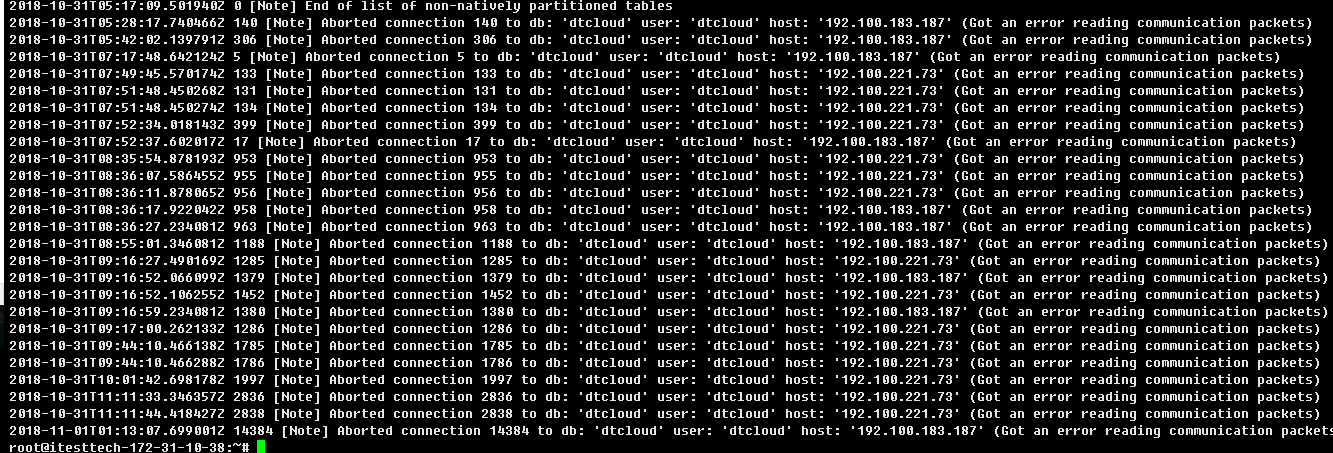 2018-10-31T05:17:09.501940Z 0 [Note] End of list of non-natively partitioned tables
2018-10-31T05:28:17.740466Z 140 [Note] Aborted connection 140 to db: 'dtcloud' user: 'dtcloud' host: '192.100.183.187' (Got an error reading communication packets)
2018-10-31T05:42:02.139791Z 306 [Note] Aborted connection 306 to db: 'dtcloud' user: 'dtcloud' host: '192.100.183.187' (Got an error reading communication packets)
2018-10-31T07:17:48.642124Z 5 [Note] Aborted connection 5 to db: 'dtcloud' user: 'dtcloud' host: '192.100.183.187' (Got an error reading communication packets)
2018-10-31T07:49:45.570174Z 133 [Note] Aborted connection 133 to db: 'dtcloud' user: 'dtcloud' host: '192.100.221.73' (Got an error reading communication packets)
2018-10-31T07:51:48.450268Z 131 [Note] Aborted connection 131 to db: 'dtcloud' user: 'dtcloud' host: '192.100.221.73' (Got an error reading communication packets)
2018-10-31T07:51:48.450274Z 134 [Note] Aborted connection 134 to db: 'dtcloud' user: 'dtcloud' host: '192.100.221.73' (Got an error reading communication packets)
2018-10-31T07:52:34.018143Z 399 [Note] Aborted connection 399 to db: 'dtcloud' user: 'dtcloud' host: '192.100.221.73' (Got an error reading communication packets)
2018-10-31T07:52:37.602017Z 17 [Note] Aborted connection 17 to db: 'dtcloud' user: 'dtcloud' host: '192.100.183.187' (Got an error reading communication packets)
2018-10-31T08:35:54.878193Z 953 [Note] Aborted connection 953 to db: 'dtcloud' user: 'dtcloud' host: '192.100.221.73' (Got an error reading communication packets)
2018-10-31T08:36:07.586455Z 955 [Note] Aborted connection 955 to db: 'dtcloud' user: 'dtcloud' host: '192.100.221.73' (Got an error reading communication packets)
2018-10-31T08:36:11.878065Z 956 [Note] Aborted connection 956 to db: 'dtcloud' user: 'dtcloud' host: '192.100.221.73' (Got an error reading communication packets)
2018-10-31T08:36:17.922042Z 958 [Note] Aborted connection 958 to db: 'dtcloud' user: 'dtcloud' host: '192.100.183.187' (Got an error reading communication packets)
2018-10-31T08:36:27.234081Z 963 [Note] Aborted connection 963 to db: 'dtcloud' user: 'dtcloud' host: '192.100.221.73' (Got an error reading communication packets)
2018-10-31T08:55:01.346081Z 1188 [Note] Aborted connection 1188 to db: 'dtcloud' user: 'dtcloud' host: '192.100.183.187' (Got an error reading communication packets)
2018-10-31T09:16:27.490169Z 1285 [Note] Aborted connection 1285 to db: 'dtcloud' user: 'dtcloud' host: '192.100.221.73' (Got an error reading communication packets)
2018-10-31T09:16:52.066099Z 1379 [Note] Aborted connection 1379 to db: 'dtcloud' user: 'dtcloud' host: '192.100.183.187' (Got an error reading communication packets)
2018-10-31T09:16:52.106255Z 1452 [Note] Aborted connection 1452 to db: 'dtcloud' user: 'dtcloud' host: '192.100.221.73' (Got an error reading communication packets)
2018-10-31T09:16:59.234081Z 1380 [Note] Aborted connection 1380 to db: 'dtcloud' user: 'dtcloud' host: '192.100.183.187' (Got an error reading communication packets)
2018-10-31T09:17:00.262133Z 1286 [Note] Aborted connection 1286 to db: 'dtcloud' user: 'dtcloud' host: '192.100.221.73' (Got an error reading communication packets)
2018-10-31T09:44:10.466138Z 1785 [Note] Aborted connection 1785 to db: 'dtcloud' user: 'dtcloud' host: '192.100.221.73' (Got an error reading communication packets)
2018-10-31T09:44:10.466288Z 1786 [Note] Aborted connection 1786 to db: 'dtcloud' user: 'dtcloud' host: '192.100.221.73' (Got an error reading communication packets)
2018-10-31T10:01:42.698178Z 1997 [Note] Aborted connection 1997 to db: 'dtcloud' user: 'dtcloud' host: '192.100.221.73' (Got an error reading communication packets)
2018-10-31T11:11:33.346357Z 2836 [Note] Aborted connection 2836 to db: 'dtcloud' user: 'dtcloud' host: '192.100.221.73' (Got an error reading communication packets)
2018-10-31T11:11:44.418427Z 2838 [Note] Aborted connection 2838 to db: 'dtcloud' user: 'dtcloud' host: '192.100.221.73' (Got an error reading communication packets)
2018-11-01T01:13:07.699001Z 14384 [Note] Aborted connection 14384 to db: 'dtcloud' user: 'dtcloud' host: '192.100.183.187' (Got an error reading communication packets
root@itesttech-172-31-10-38:~#